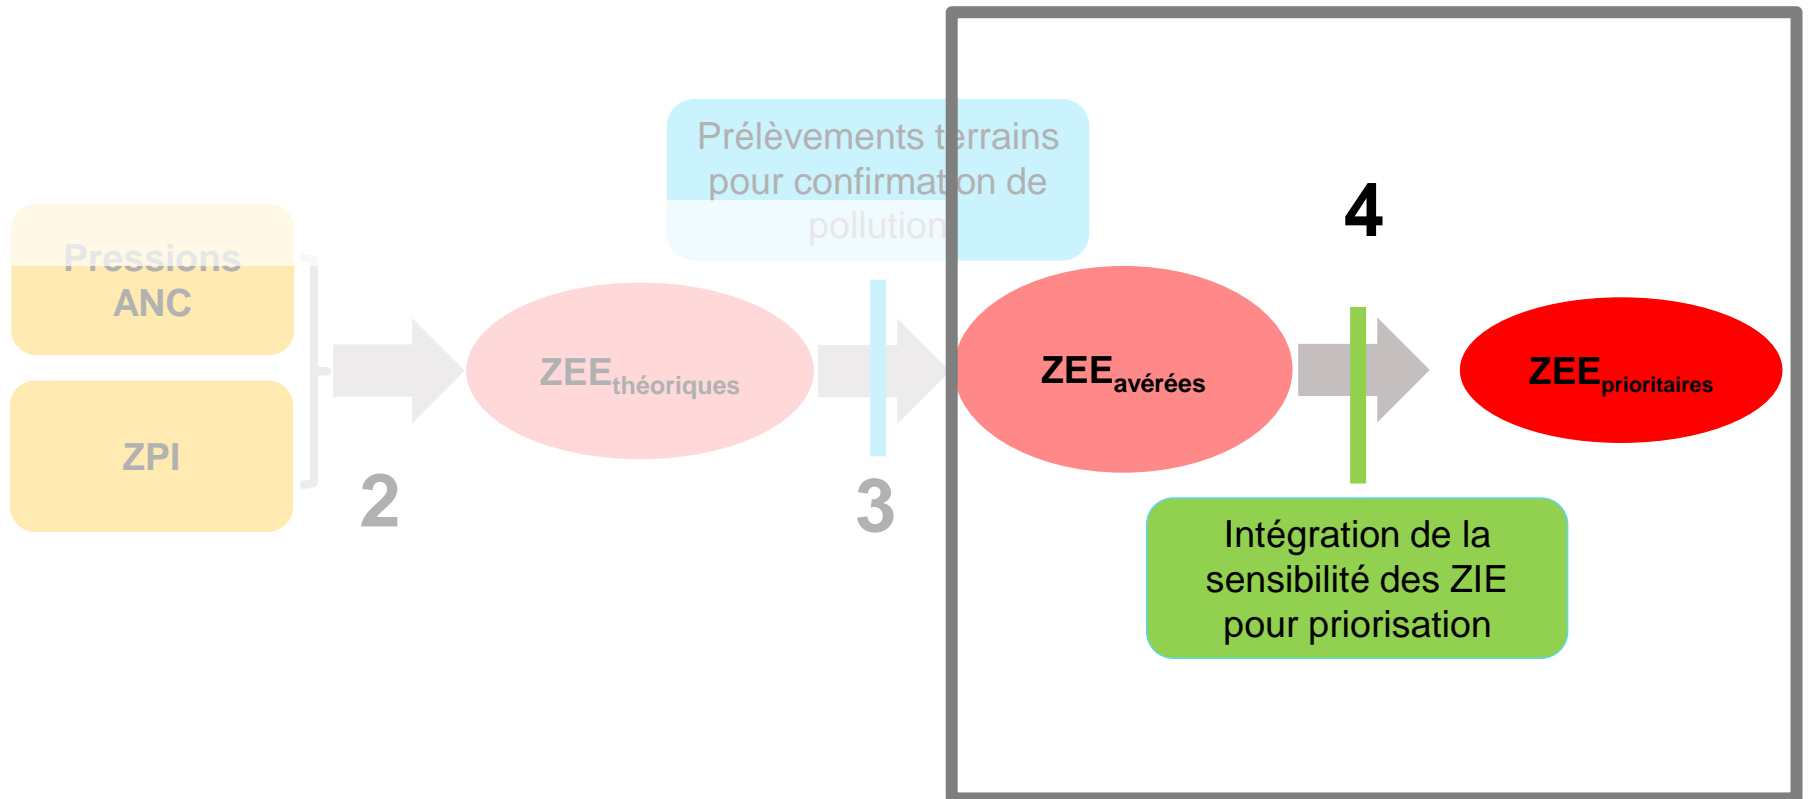 Prélèvements terrains
pour confirmation de
pollution
Pressions
ANC
ZPI
2
ZEEthéoriques
3
ZEEavérées
4
ZEEprioritaires
Intégration de la
sensibilité des ZIE
pour priorisation